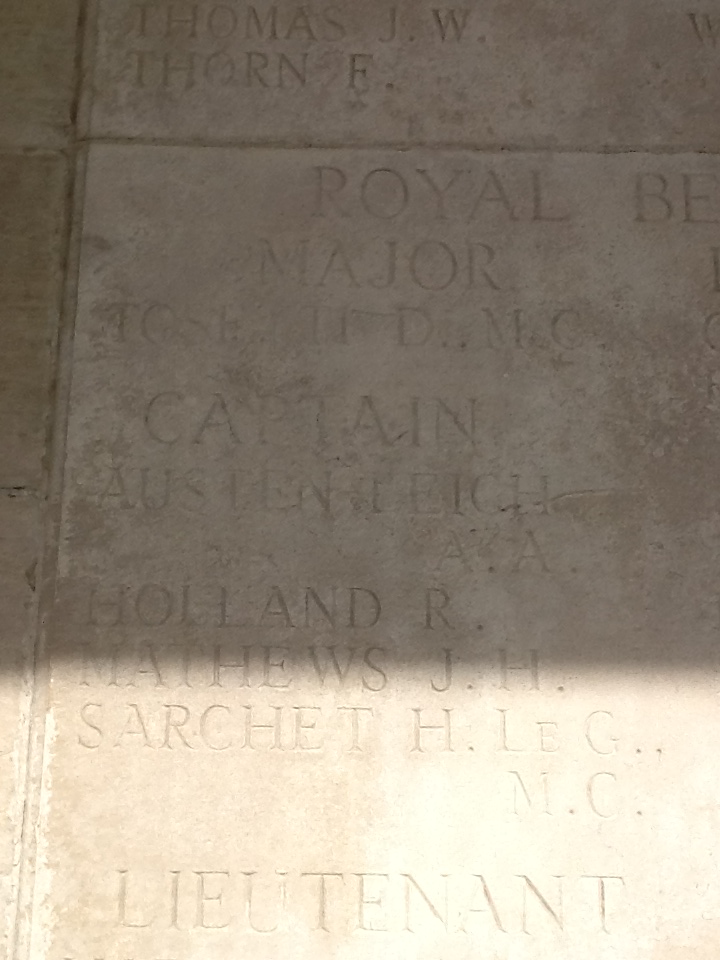 THOMAS J.W.
THORN F.
ROYAL BE
MAJOR
D., M.C.
CAPTAIN
AUSTEN-LEIGH
A.A.
HOLLAND R.
MATHEWS J.H.
SARCHET H. LE G.,
M.C.
LIEUTENANT